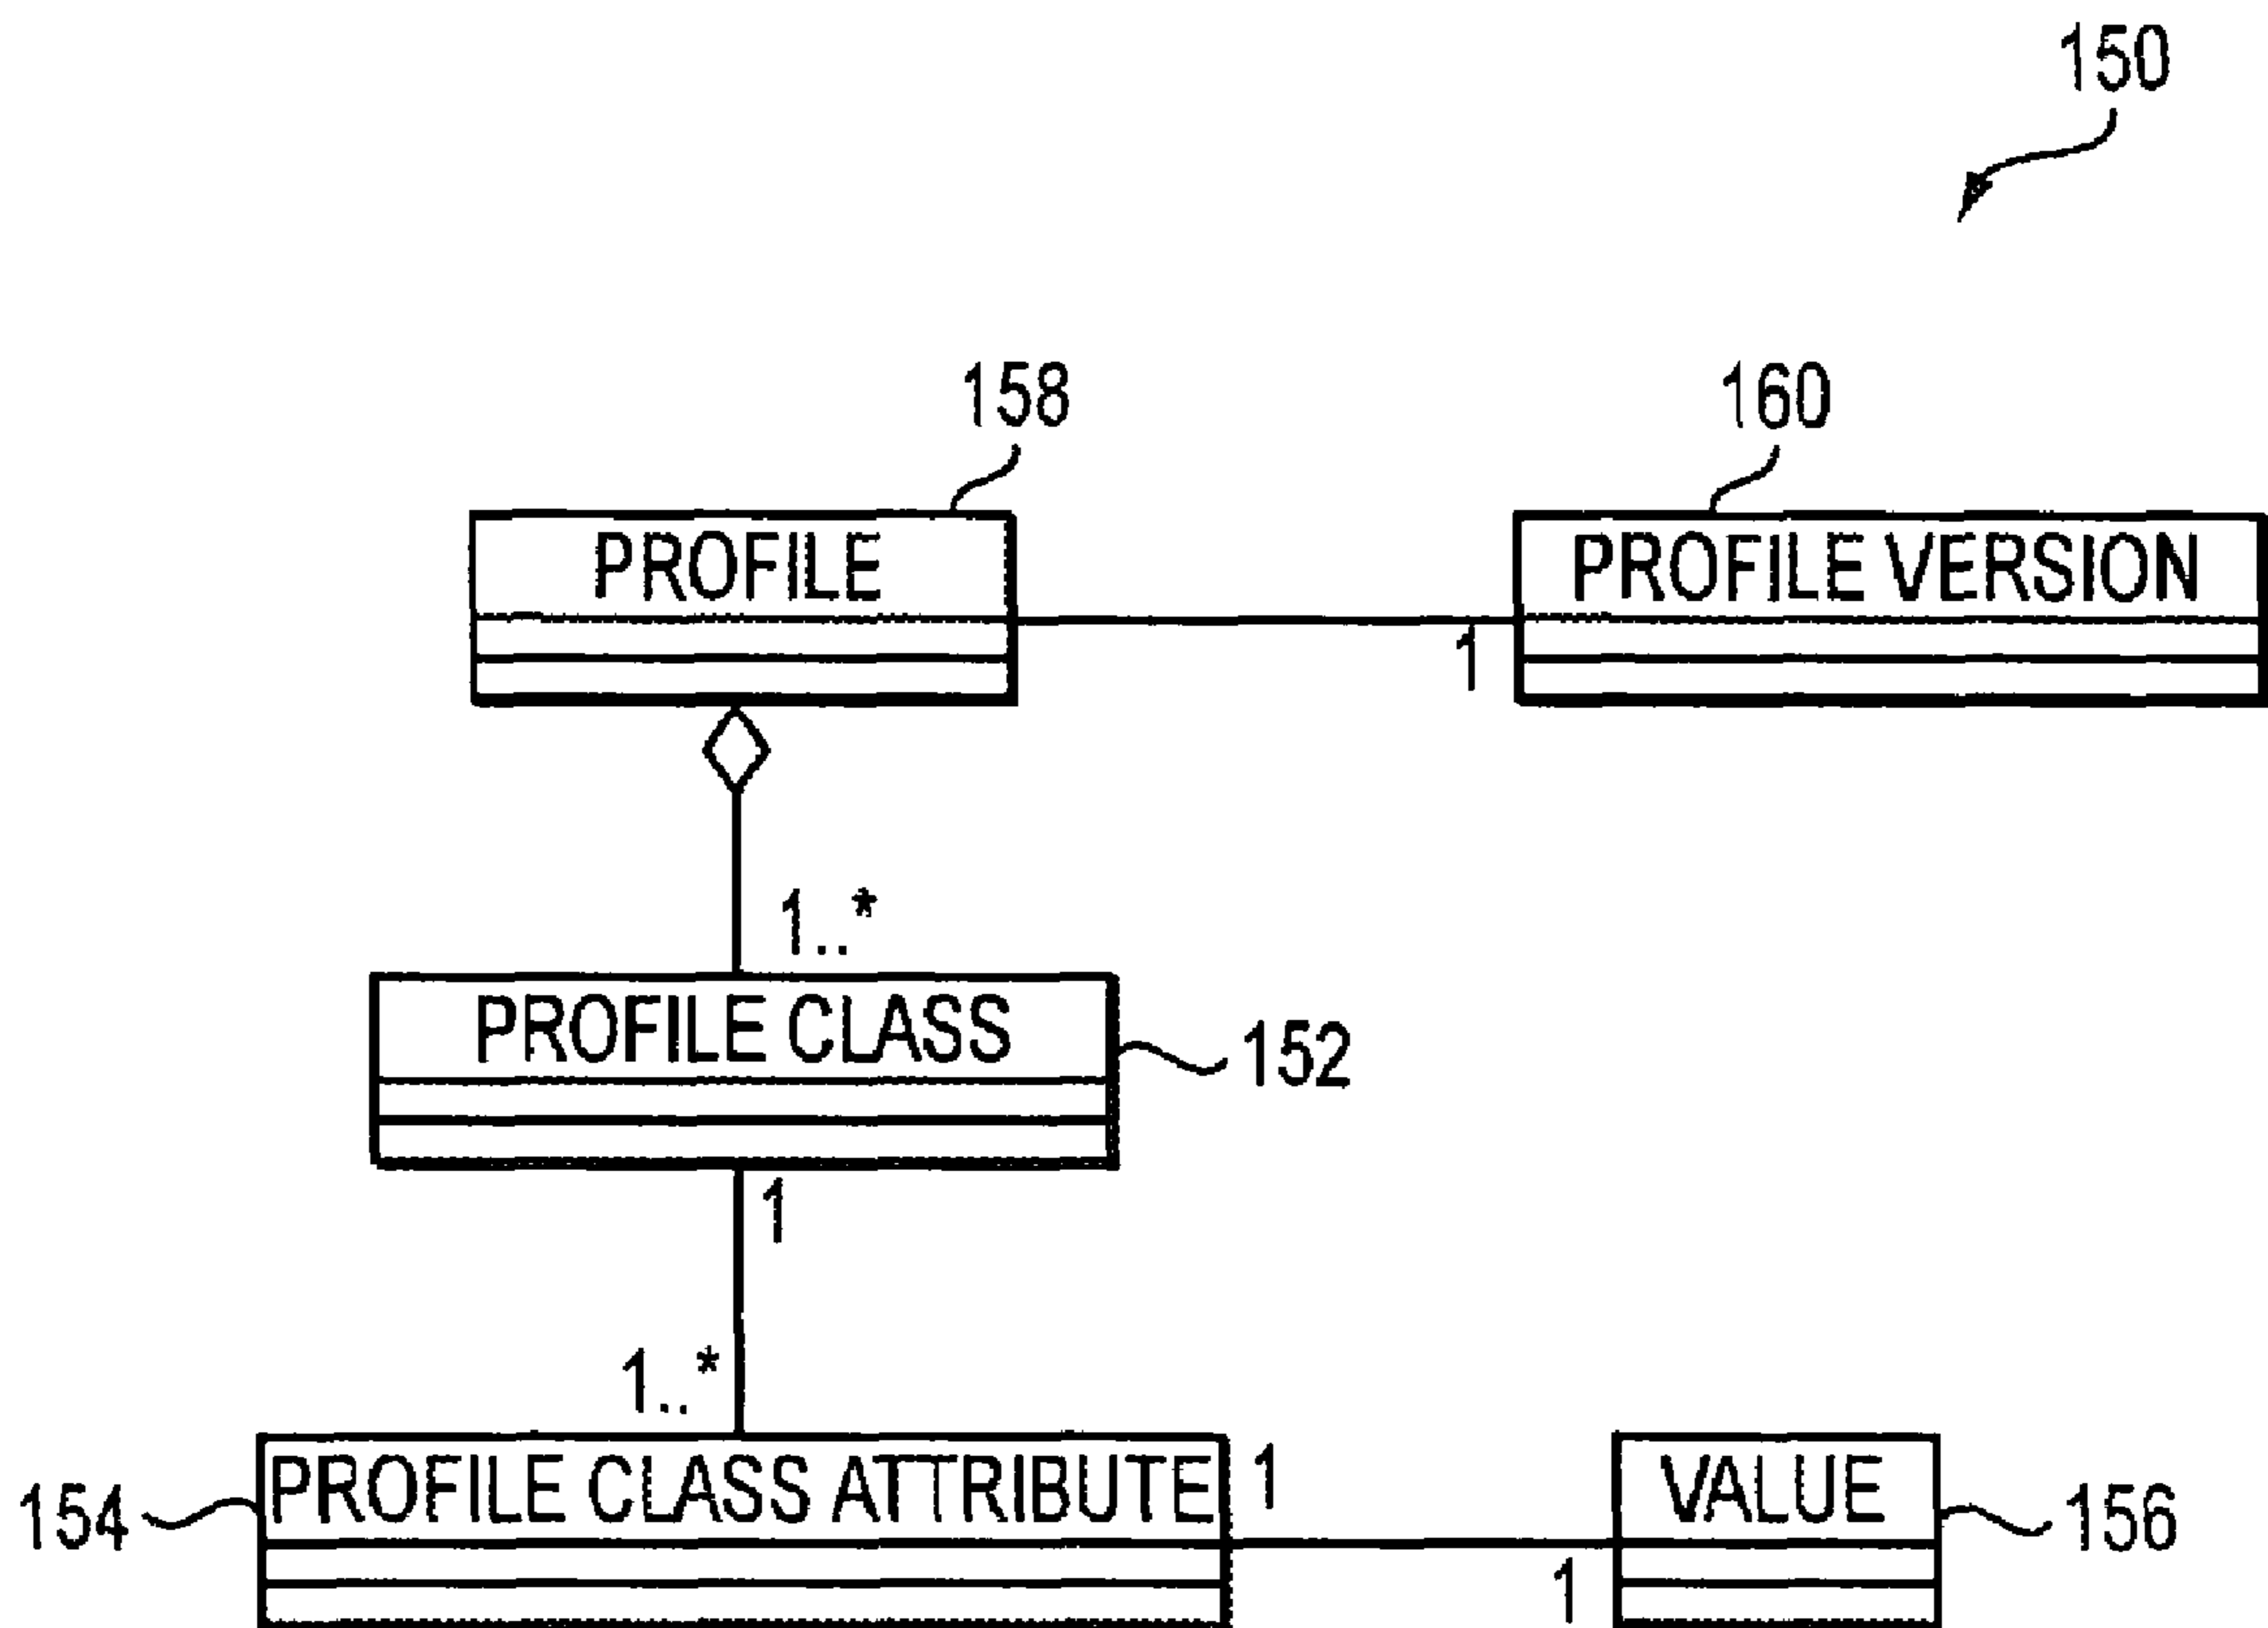 150
158
160
PROFILE
PROFILE VERSION
1
1..*
PROFILE CLASS
152
1
1..*
PROFILE CLASS ATTRIBUTE
1
VALUE
154
156
1